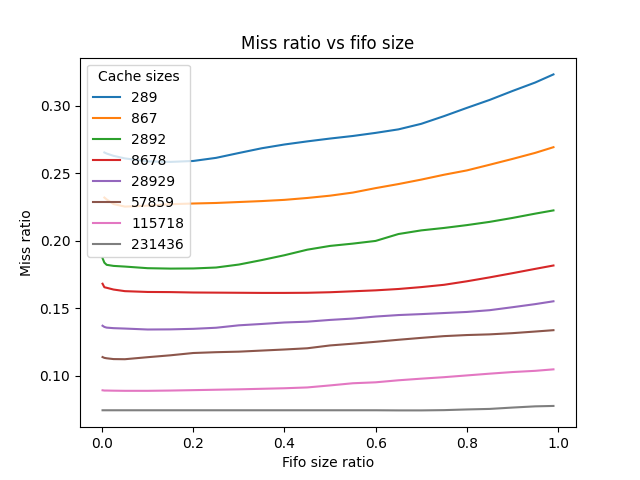 Miss ratio vs fifo size
Cache sizes
289
867
2892
8678
28929
57859
115718
231436
Miss ratio
0.30
0.25
0.20
0.15
0.10
0.0 0.2 0.4 0.6 0.8 1.0
Fifo size ratio